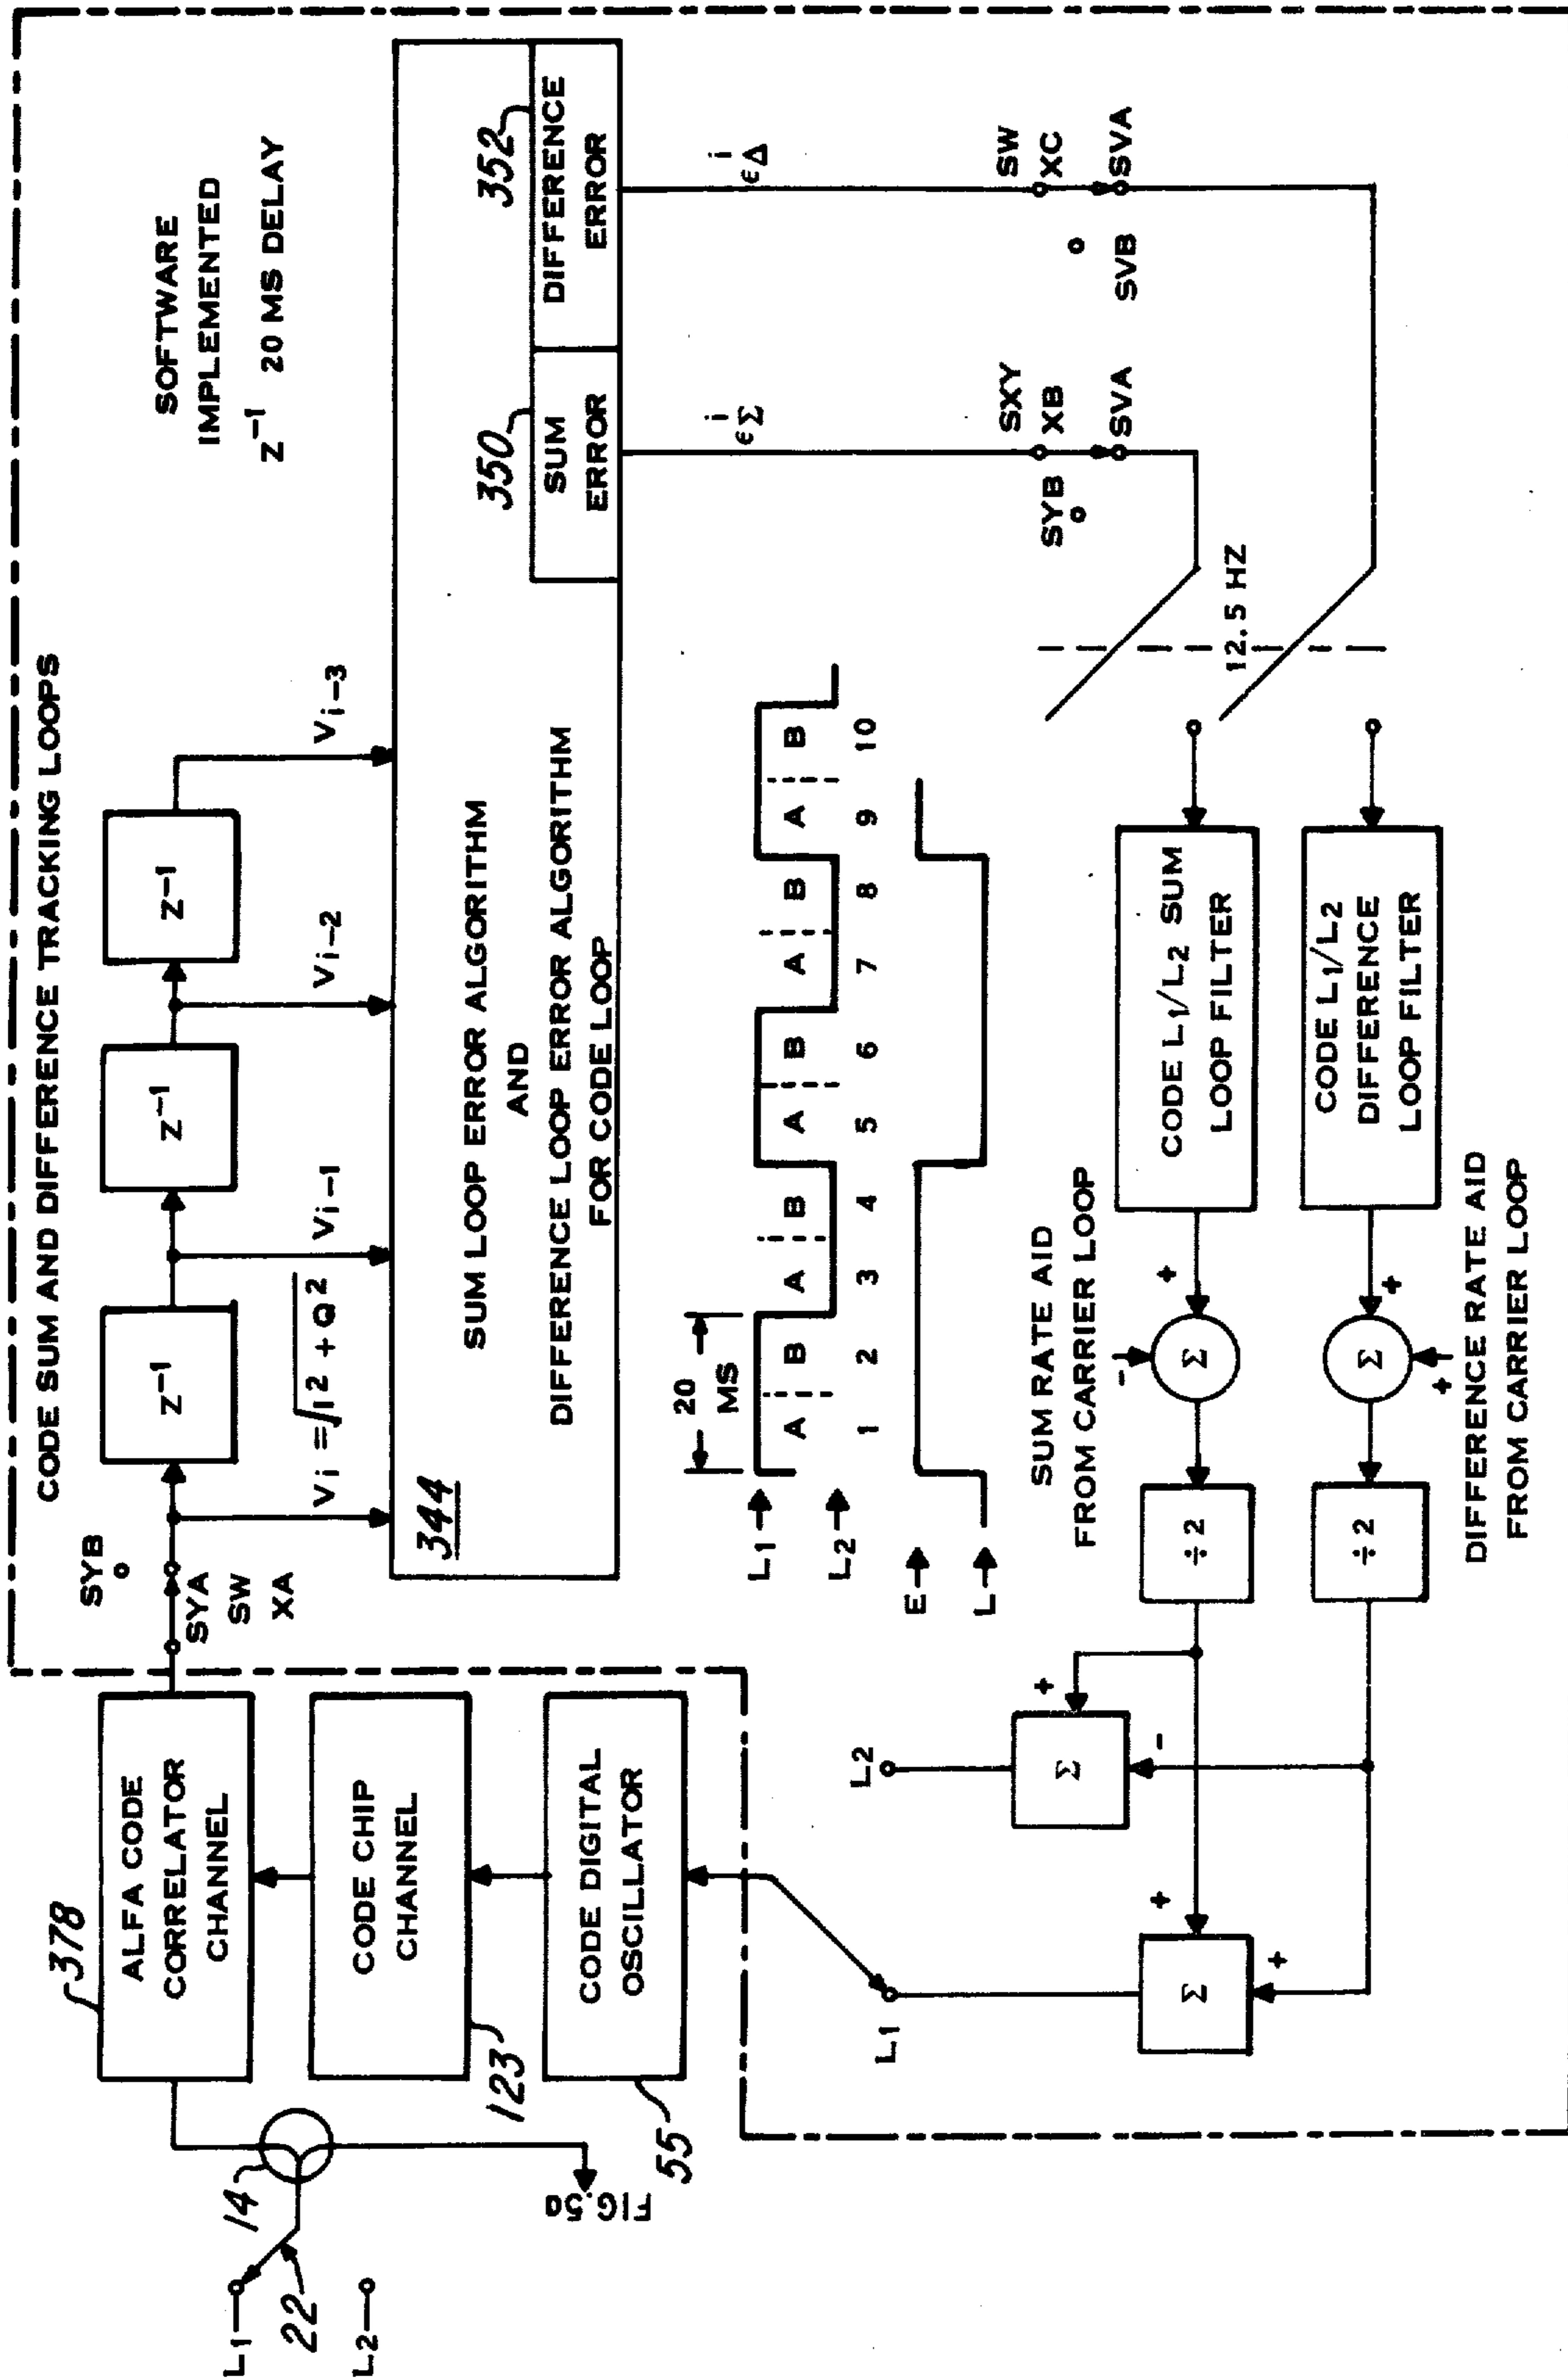 CODE SUM AND DIFFERENCE TRACKING LOOPS
SOFTWARE
IMPLEMENTED
Z⁻¹ 20 MS DELAY
378
ALFA CODE
CORRELATOR
CHANNEL
SYB
SYA
SW
XA
Z⁻¹
Z⁻¹
Z⁻¹
Vi = √I² + Q²
Vi-1
Vi-2
Vi-3
L1
L2
22
14
FIG. 5a
CODE CHIP
CHANNEL
123
CODE DIGITAL
OSCILLATOR
55
344
SUM LOOP ERROR ALGORITHM
AND
DIFFERENCE LOOP ERROR ALGORITHM
FOR CODE LOOP
350
SUM
ERROR
352
DIFFERENCE
ERROR
ϵ Σ i
ϵ Δ i
20
MS
L1
L2
A B A B A B A B A B
1 2 3 4 5 6 7 8 9 10
E
L
SYB
SXY
XB
SVA
SW
XC
SVB
SVA
12.5 HZ
CODE L1/L2 SUM
LOOP FILTER
CODE L1/L2
DIFFERENCE
LOOP FILTER
SUM RATE AID
FROM CARRIER LOOP
+
-
Σ
÷2
+
+
Σ
÷2
DIFFERENCE RATE AID
FROM CARRIER LOOP
L2
+
-
Σ
L1
+
+
Σ